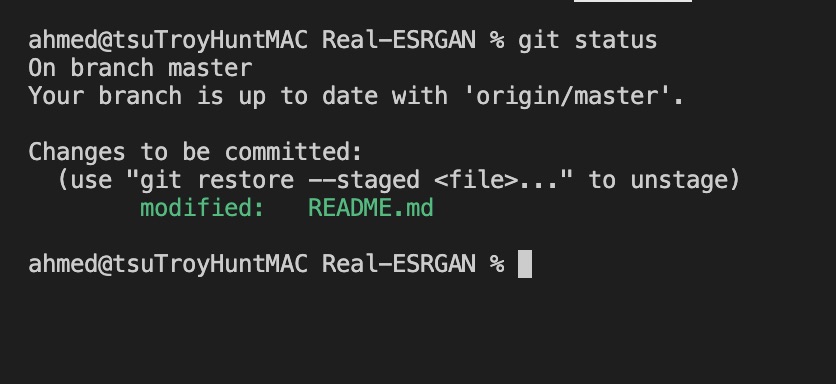 ahmed@tsuTroyHuntMAC Real-ESRGAN % git status
On branch master
Your branch is up to date with 'origin/master'.
Changes to be committed:
(use "git restore --staged <file>..." to unstage)
modified: README.md
ahmed@tsuTroyHuntMAC Real-ESRGAN %